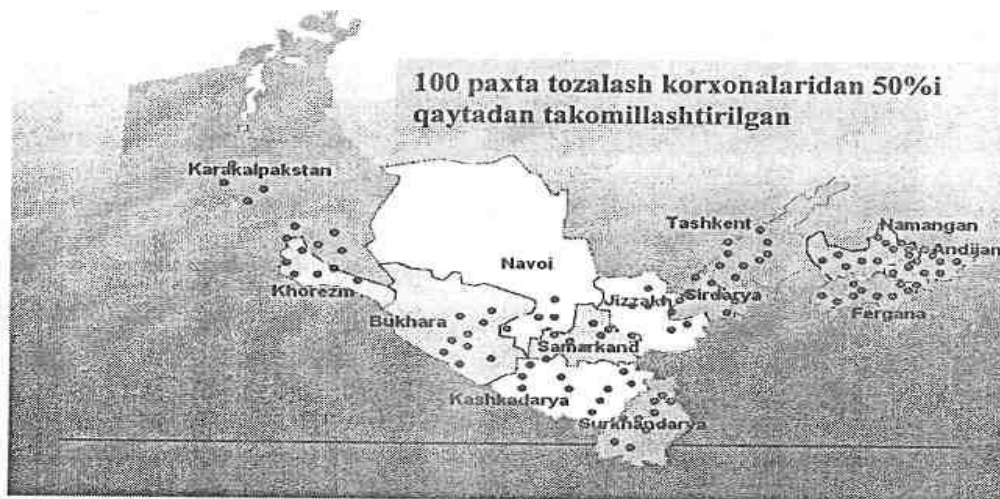 100 paxta tozalash korxonalaridan 50%i
qaytadan takomillashtirilgan
Karakalpakstan
Tashkent
Namangan
Andijan
Navoi
Khorezm
Jizzakh
Sirdarya
Fergana
Bukhara
Samarkand
Kashkadarya
Surkhandarya